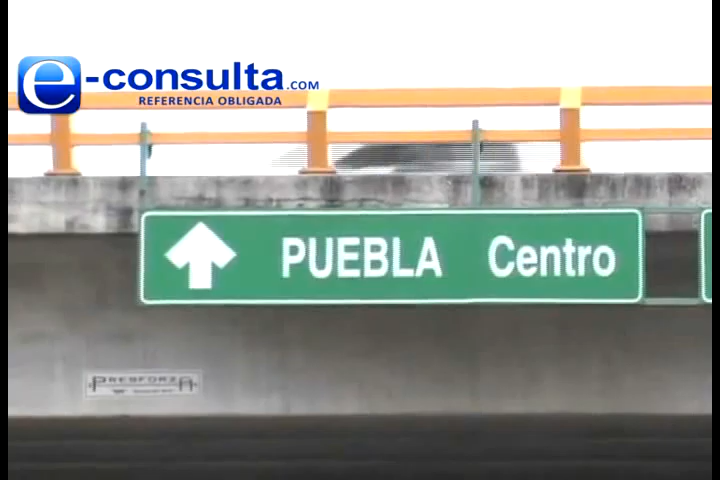 e-consulta.COM
REFERENCIA OBLIGADA
PUEBLA Centro
PRESFORZA